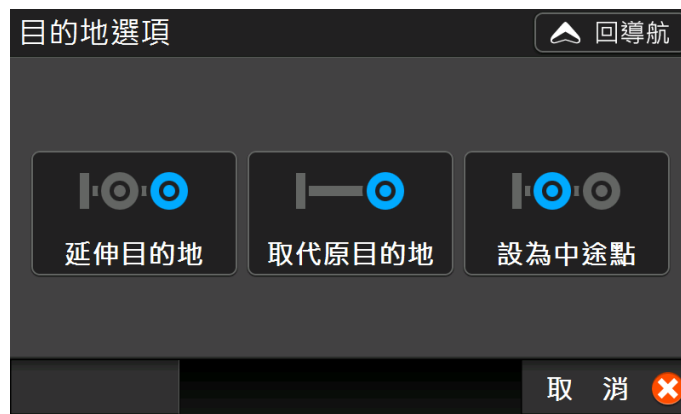 目的地選項
回導航
延伸目的地
取代原目的地
設為中途點
取 消